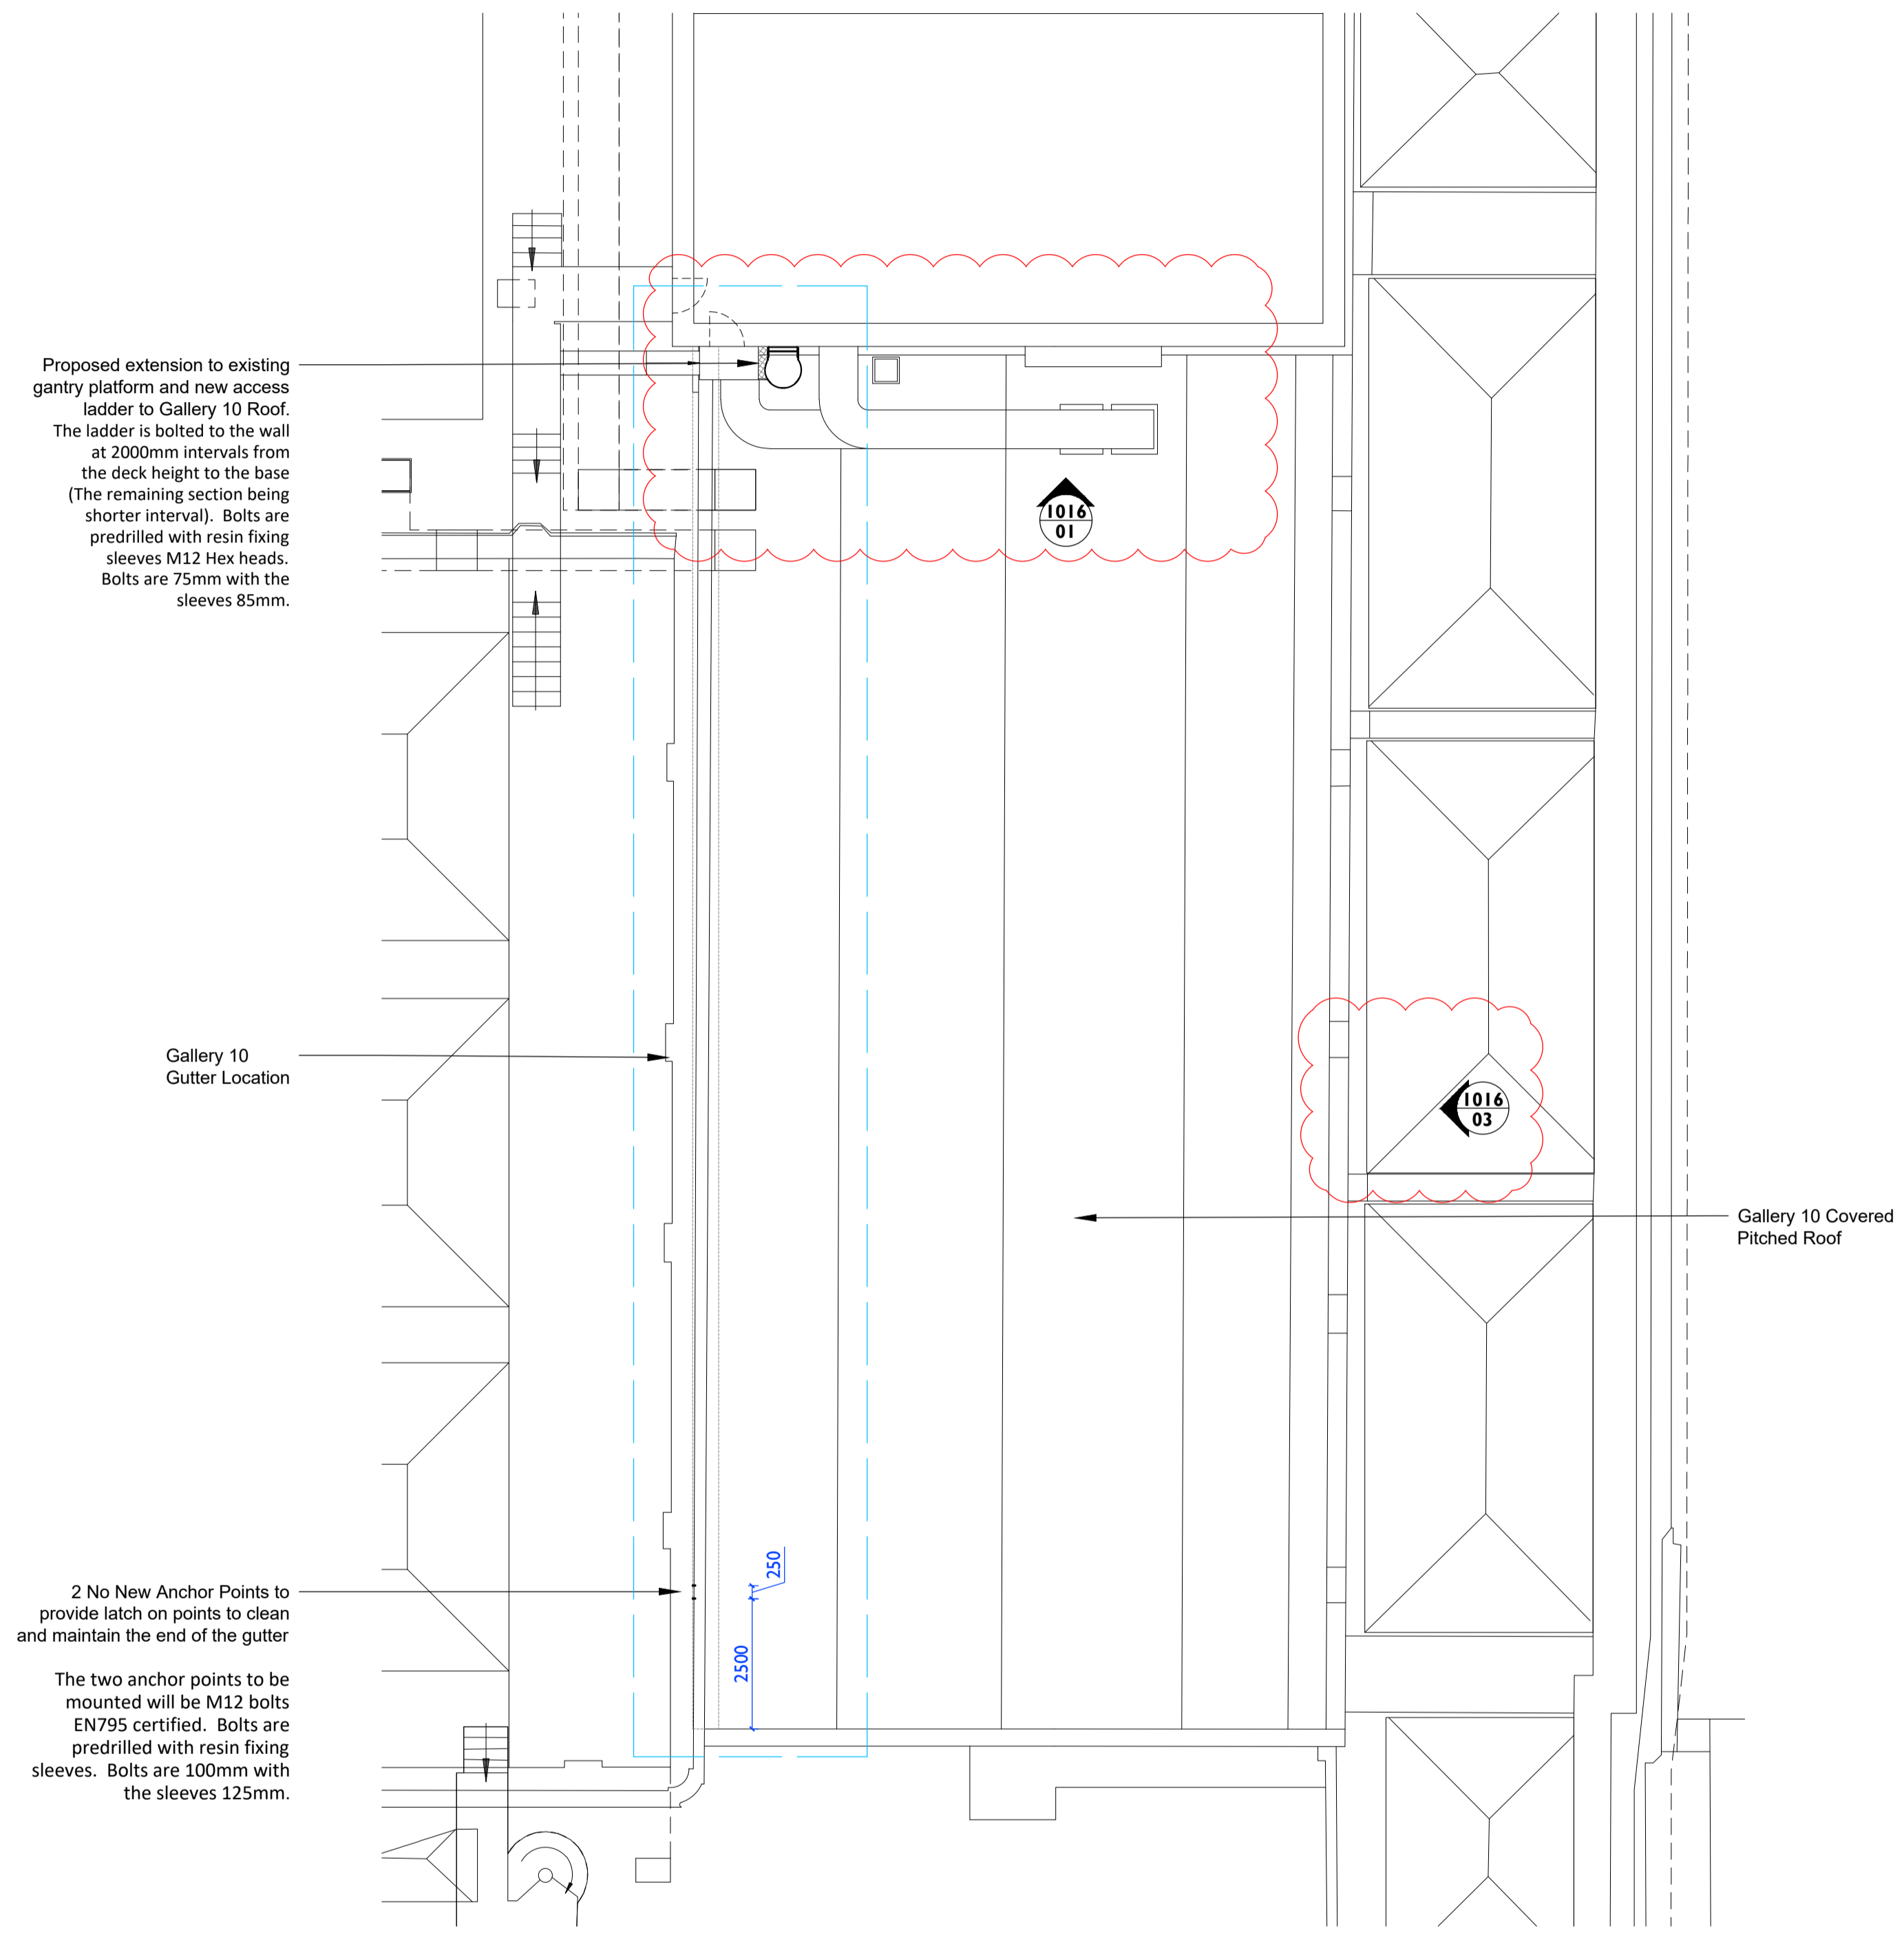 Proposed extension to existing
gantry platform and new access
ladder to Gallery 10 Roof.
The ladder is bolted to the wall
at 2000mm intervals from
the deck height to the base
(The remaining section being
shorter interval). Bolts are
predrilled with resin fixing
sleeves M12 Hex heads.
Bolts are 75mm with the
sleeves 85mm.
1016
01
Gallery 10
Gutter Location
1016
03
Gallery 10 Covered
Pitched Roof
2 No New Anchor Points to
provide latch on points to clean
and maintain the end of the gutter
The two anchor points to be
mounted will be M12 bolts
EN795 certified. Bolts are
predrilled with resin fixing
sleeves. Bolts are 100mm with
the sleeves 125mm.
250
2500